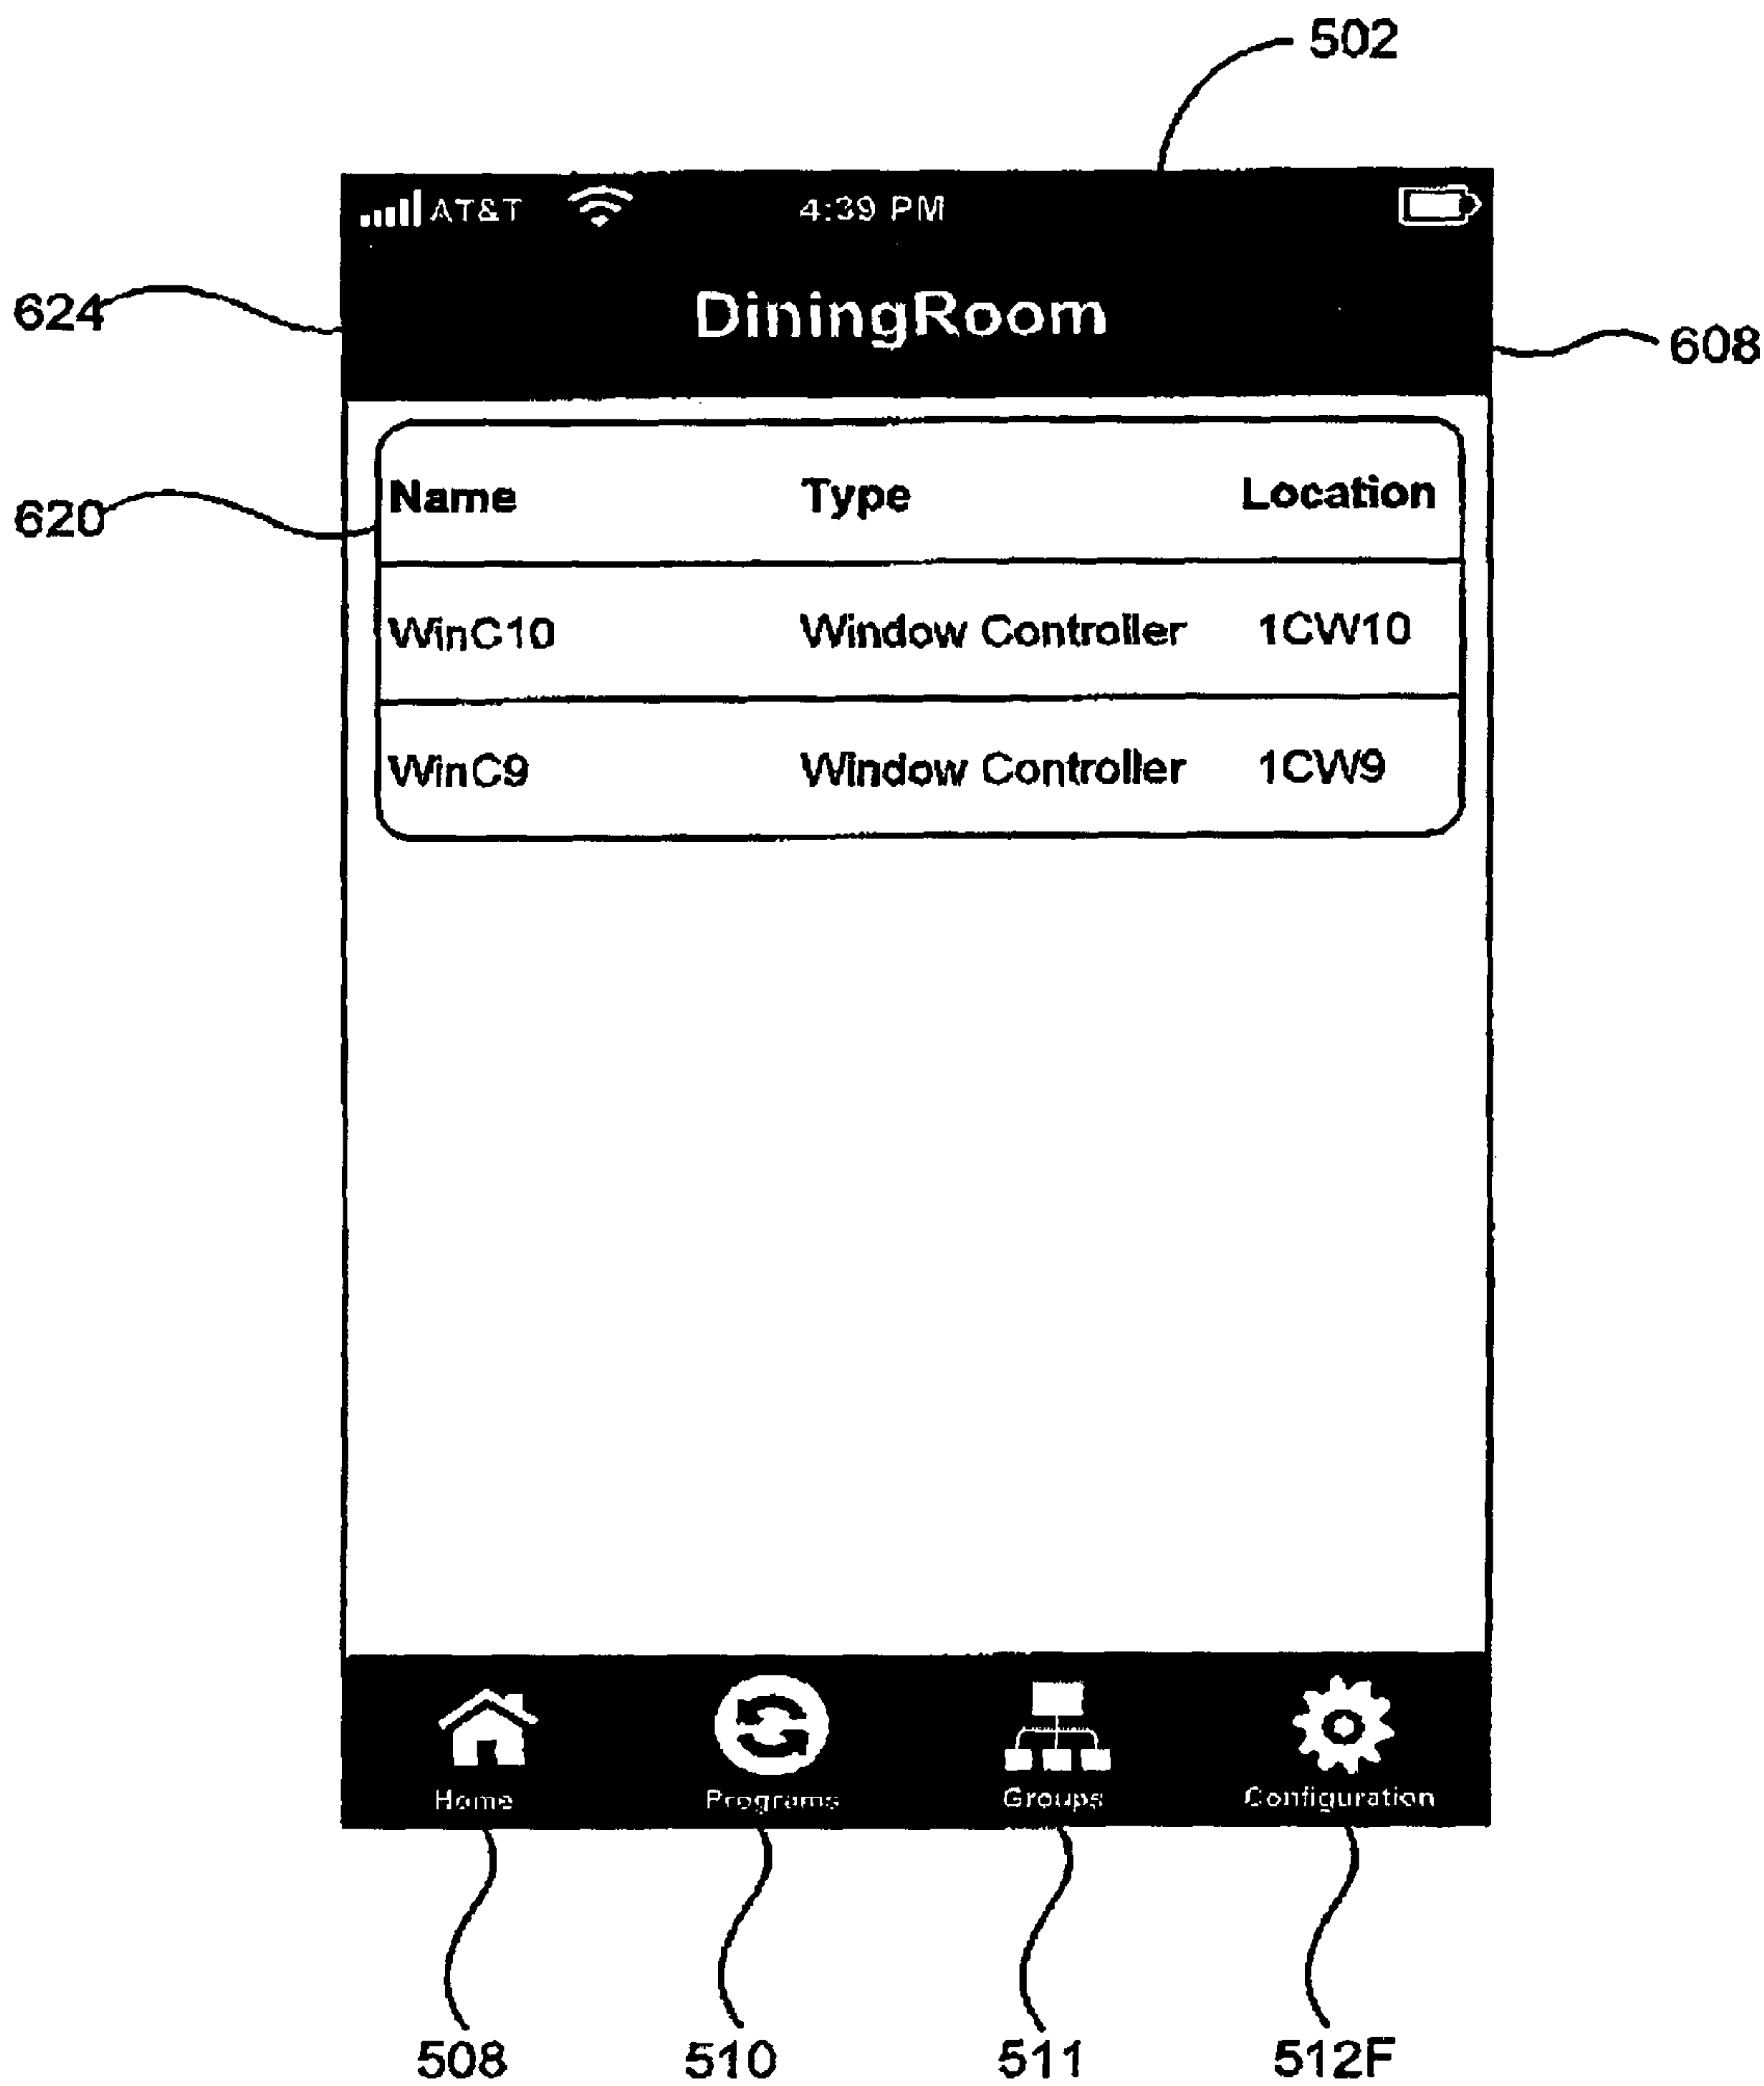 502
AT&T 4:39 PM
624
DiningRoom
608
620
Name Type Location
WinC10 Window Controller 1CW10
WinC9 Window Controller 1CW9
Home Programs Groups Configuration
508 510 511 512F